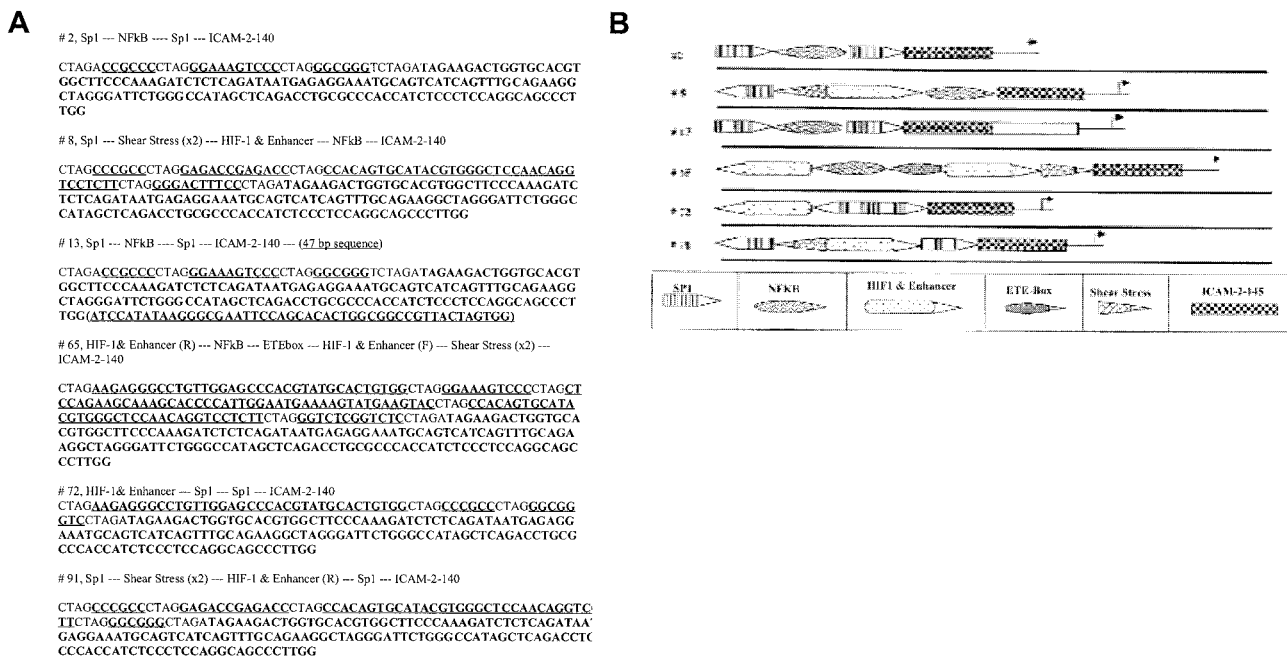 A
# 2, Sp1 --- NFkB ---- Sp1 --- ICAM-2-140
CTAGACCGCCCCTAGGGAAAGTCCCCTAGGGCGGGTCTAGATAGAAGACTGGTGCACGT
GGCTTCCCAAAGATCTCTCAGATAATGAGAGGAAATGCAGTCATCAGTTTGCAGAAGG
CTAGGGATTCTGGGCCATAGCTCAGACCTGCGCCCACCATCTCCCTCCAGGCAGCCCT
TGG
# 8, Sp1 --- Shear Stress (x2) --- HIF-1 & Enhancer --- NFkB --- ICAM-2-140
CTAGCCCGCCCTAGGAGACCGAGACCCTAGCCACAGTGCATACGTGGGCTCCAACAGG
TCCTCTTCTAGGGGACTTTCCCTAGATAGAAGACTGGTGCACGTGGCTTCCCAAAGATC
TCTCAGATAATGAGAGGAAATGCAGTCATCAGTTTGCAGAAGGCTAGGGATTCTGGGC
CATAGCTCAGACCTGCGCCCACCATCTCCCTCCAGGCAGCCCTTGG
# 13, Sp1 --- NFkB ---- Sp1 --- ICAM-2-140 --- (47 bp sequence)
CTAGACCGCCCCTAGGGAAAGTCCCCTAGGGCGGGTCTAGATAGAAGACTGGTGCACGT
GGCTTCCCAAAGATCTCTCAGATAATGAGAGGAAATGCAGTCATCAGTTTGCAGAAGG
CTAGGGATTCTGGGCCATAGCTCAGACCTGCGCCCACCATCTCCCTCCAGGCAGCCCT
TGG(ATCCATATAAGGGCGAATTCCAGCACACTGGCGGCCGTTACTAGTGG)
# 65, HIF-1& Enhancer (R) --- NFkB --- ETEbox --- HIF-1 & Enhancer (F) --- Shear Stress (x2) ---
ICAM-2-140
CTAGAAGAGGGCCTGTTGGAGCCCACGTATGCACTGTGGCTAGGGAAAGTCCCCTAGCT
CCAGAAGCAAAGCACCCCATTGGAATGAAAAGTATGAAGTACCTAGCCACAGTGCATA
CGTGGGCTCCAACAGGTCCTCTTCTAGGGTCTCGGTCTCCTAGATAGAAGACTGGTGCA
CGTGGCTTCCCAAAGATCTCTCAGATAATGAGAGGAAATGCAGTCATCAGTTTGCAGA
AGGCTAGGGATTCTGGGCCATAGCTCAGACCTGCGCCCACCATCTCCCTCCAGGCAGC
CCTTGG
# 72, HIF-1& Enhancer --- Sp1 --- Sp1 --- ICAM-2-140
CTAGAAGAGGGCCTGTTGGAGCCCACGTATGCACTGTGGCTAGCCCGCCCTAGGGCGG
GTCCTAGATAGAAGACTGGTGCACGTGGCTTCCCAAAGATCTCTCAGATAATGAGAGG
AAATGCAGTCATCAGTTTGCAGAAGGCTAGGGATTCTGGGCCATAGCTCAGACCTGCG
CCCACCATCTCCCTCCAGGCAGCCCTTGG
# 91, Sp1 --- Shear Stress (x2) --- HIF-1 & Enhancer (R) --- Sp1 --- ICAM-2-140
CTAGCCCGCCCTAGGAGACCGAGACCCTAGCCACAGTGCATACGTGGGCTCCAACAGGTC
TTCTAGGGCGGGCTAGATAGAAGACTGGTGCACGTGGCTTCCCAAAGATCTCTCAGATAA
GAGGAAATGCAGTCATCAGTTTGCAGAAGGCTAGGGATTCTGGGCCATAGCTCAGACCT
CCCACCATCTCCCTCCAGGCAGCCCTTGG
B
#8
#72
SP1 NFKB HIF1 & Enhancer ETE-Box Shear Stress ICAM-2-145